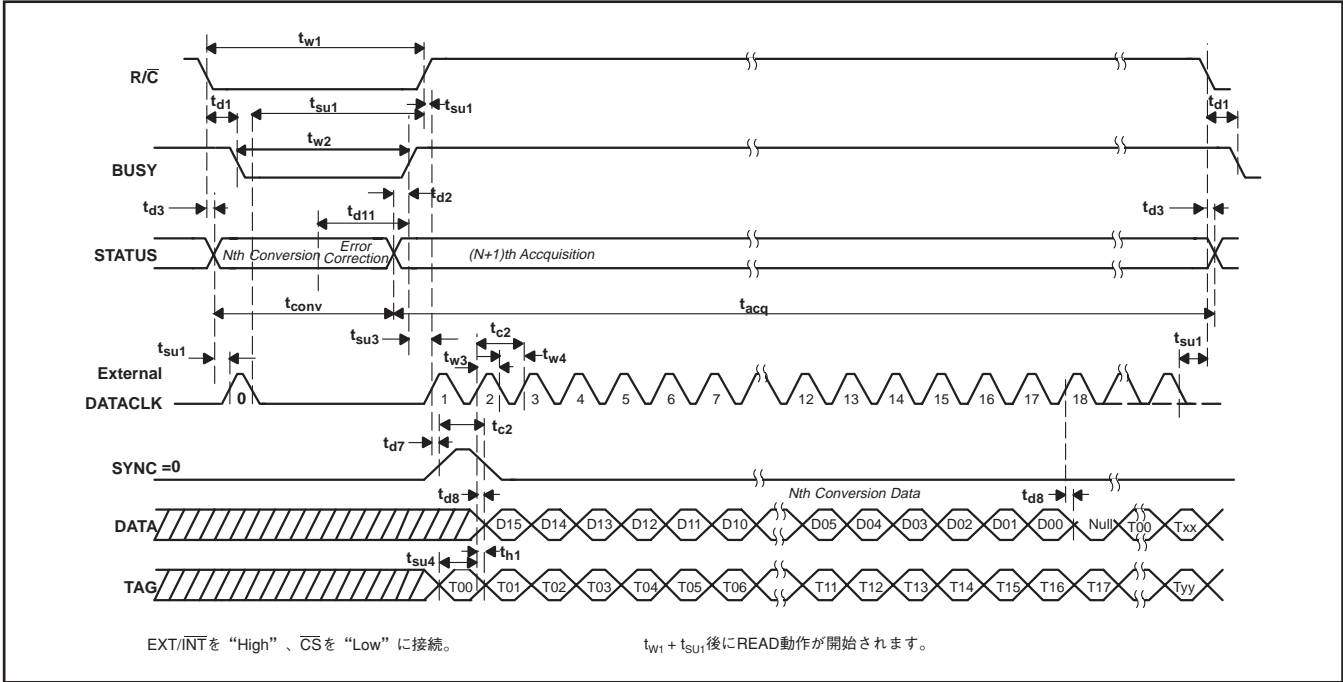 tw1
R/C̅
td1
tsu1
tsu1
td1
tw2
BUSY
td2
td3
td11
td3
STATUS
Nth Conversion
Error
Correction
(N+1)th Accquisition
tconv
tacq
tsu3
tc2
tsu1
tw3
tw4
tsu1
External
DATACLK
0 1 2 3 4 5 6 7 12 13 14 15 16 17 18
tc2
td7
SYNC =0
Nth Conversion Data
td8
td8
DATA D15 D14 D13 D12 D11 D10 D05 D04 D03 D02 D01 D00 Null T00 Txx
tsu4
th1
TAG T00 T01 T02 T03 T04 T05 T06 T11 T12 T13 T14 T15 T16 T17 Tyy
EXT/I̅N̅T̅を“High”、C̅S̅を“Low”に接続。
tW1 + tSU1後にREAD動作が開始されます。